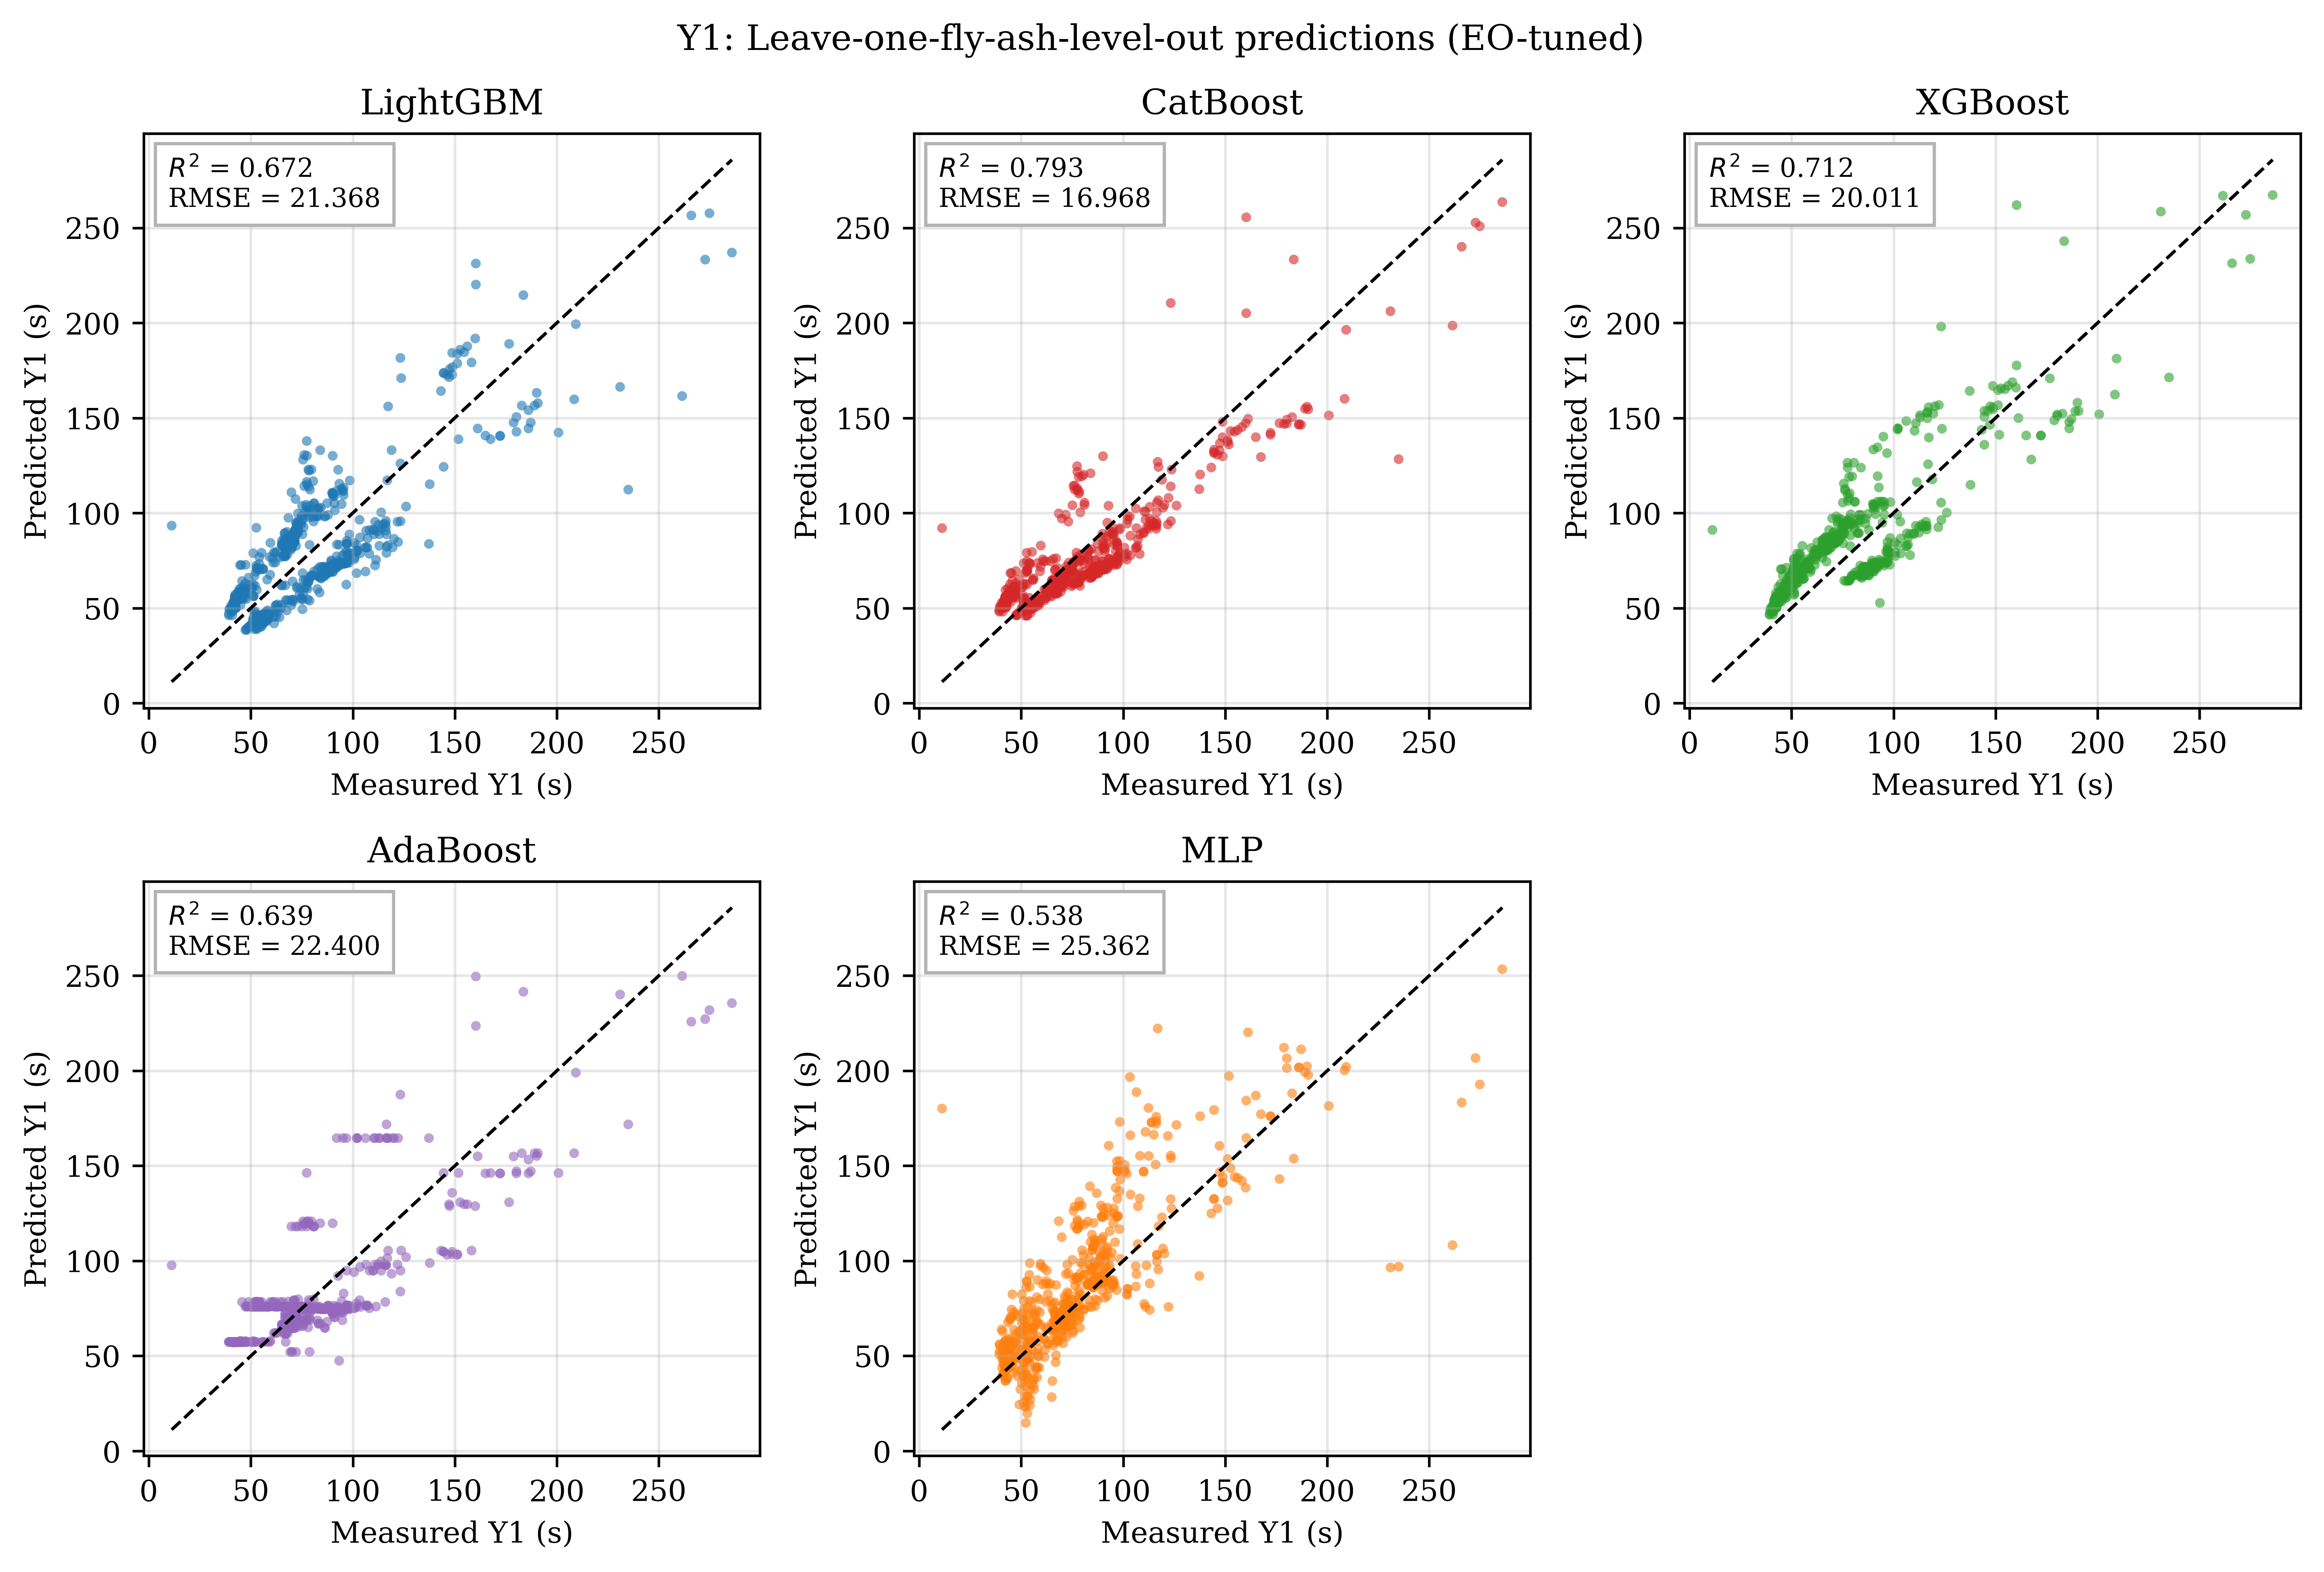 Y1: Leave-one-fly-ash-level-out predictions (EO-tuned)
LightGBM
R² = 0.672
RMSE = 21.368
250
200
150
100
50
0
Predicted Y1 (s)
0 50 100 150 200 250
Measured Y1 (s)
CatBoost
R² = 0.793
RMSE = 16.968
250
200
150
100
50
0
Predicted Y1 (s)
0 50 100 150 200 250
Measured Y1 (s)
XGBoost
R² = 0.712
RMSE = 20.011
250
200
150
100
50
0
Predicted Y1 (s)
0 50 100 150 200 250
Measured Y1 (s)
AdaBoost
R² = 0.639
RMSE = 22.400
250
200
150
100
50
0
Predicted Y1 (s)
0 50 100 150 200 250
Measured Y1 (s)
MLP
R² = 0.538
RMSE = 25.362
250
200
150
100
50
0
Predicted Y1 (s)
0 50 100 150 200 250
Measured Y1 (s)